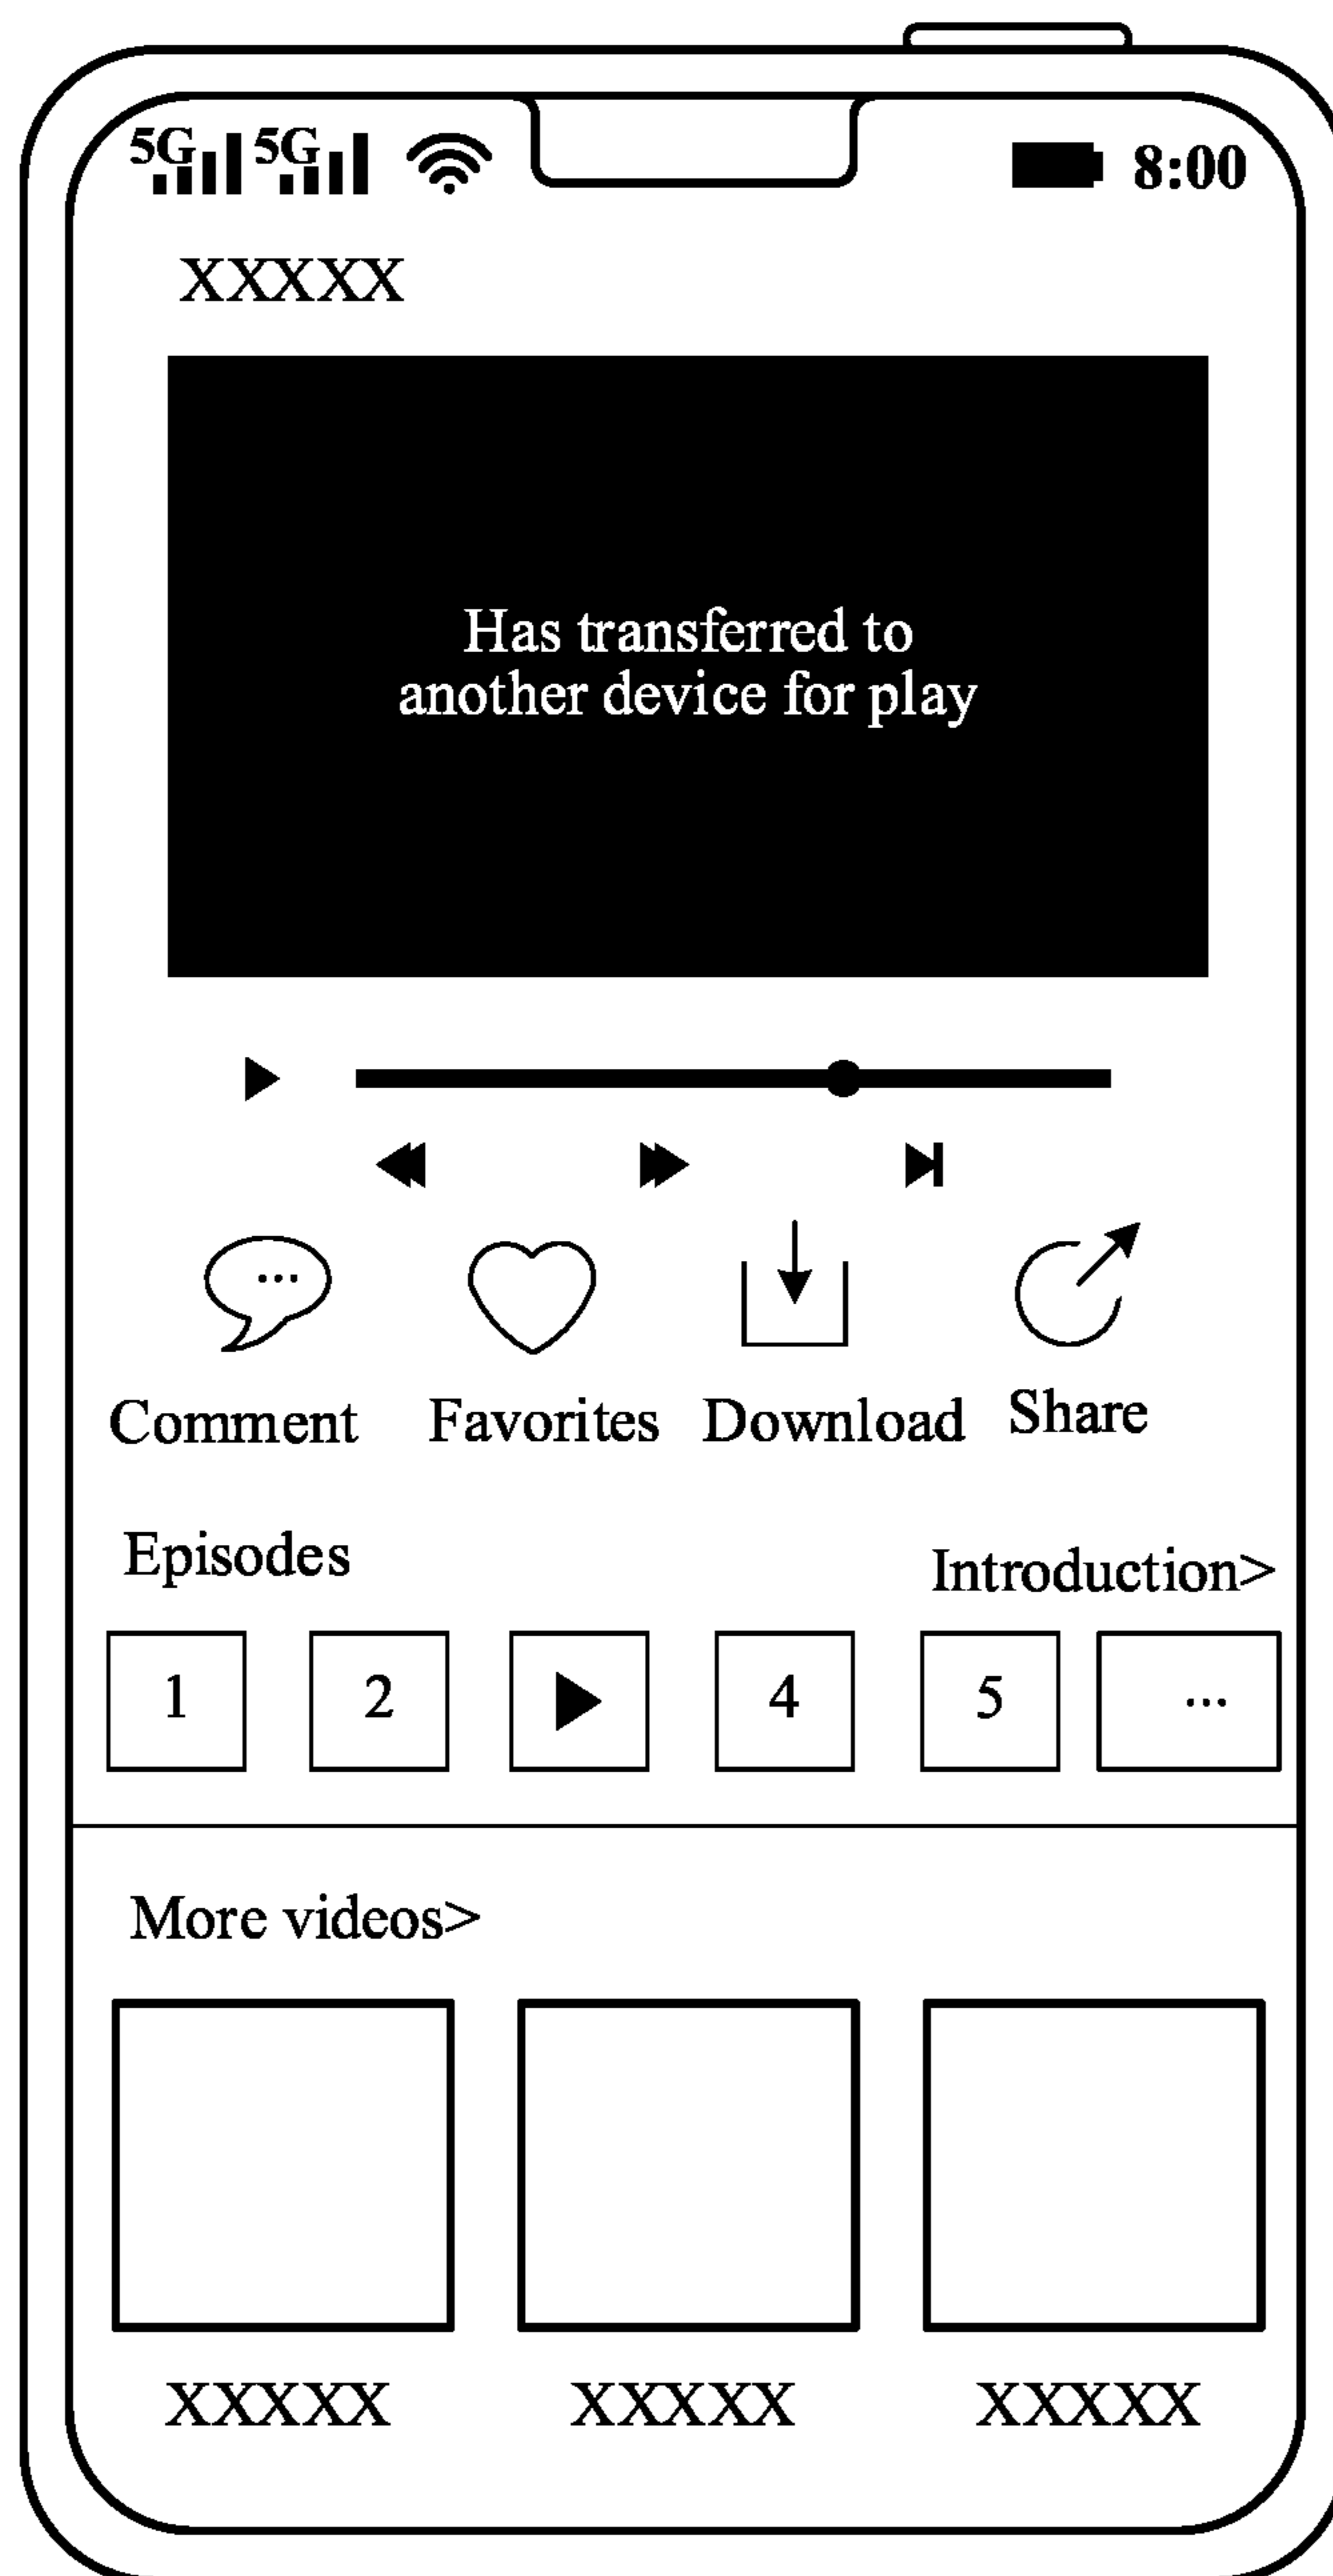 5G 5G 8:00
XXXXX
Has transferred to
another device for play
Comment Favorites Download Share
Episodes
Introduction>
1 2 4 5 ...
More videos>
XXXXX XXXXX XXXXX